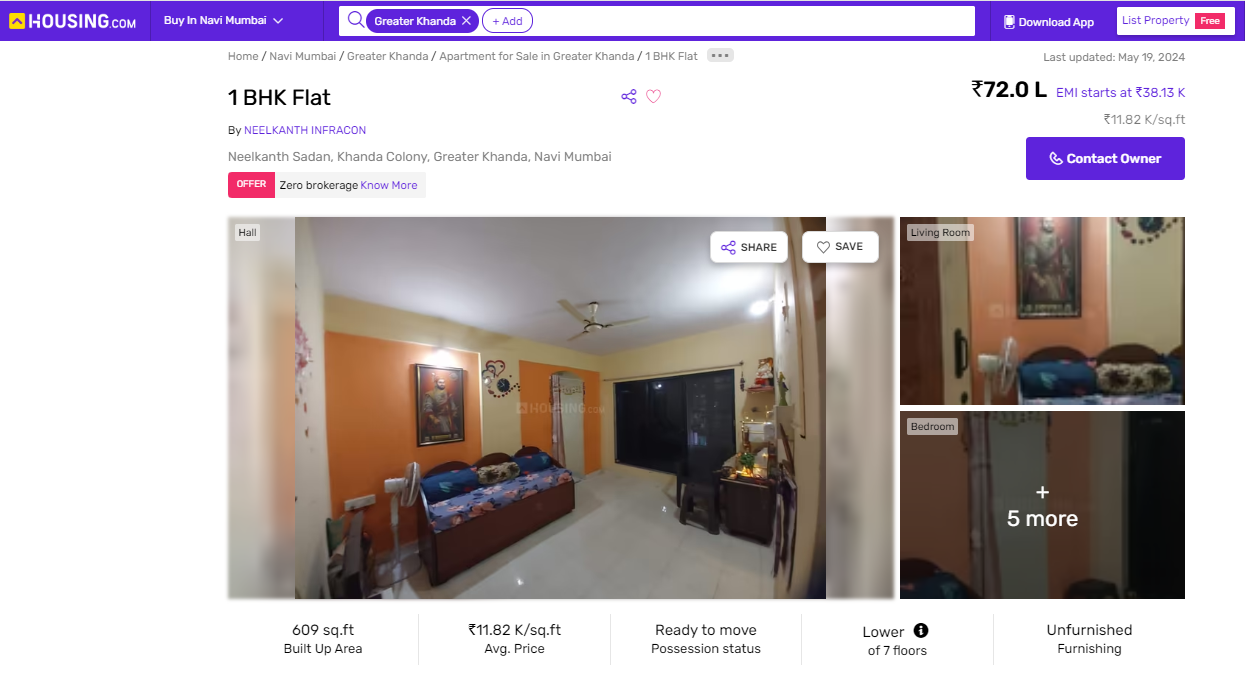 HOUSING.COM
Buy In Navi Mumbai
Greater Khanda
+ Add
Download App
List Property Free
Home / Navi Mumbai / Greater Khanda / Apartment for Sale in Greater Khanda / 1 BHK Flat
Last updated: May 19, 2024
1 BHK Flat
₹72.0 L EMI starts at ₹38.13 K
₹11.82 K/sq.ft
By NEELKANTH INFRACON
Neelkanth Sadan, Khanda Colony, Greater Khanda, Navi Mumbai
Contact Owner
OFFER Zero brokerage Know More
Hall
SHARE
SAVE
HOUSING.COM
Living Room
HOUSING
Bedroom
+
5 more
609 sq.ft
Built Up Area
₹11.82 K/sq.ft
Avg. Price
Ready to move
Possession status
Lower
of 7 floors
Unfurnished
Furnishing